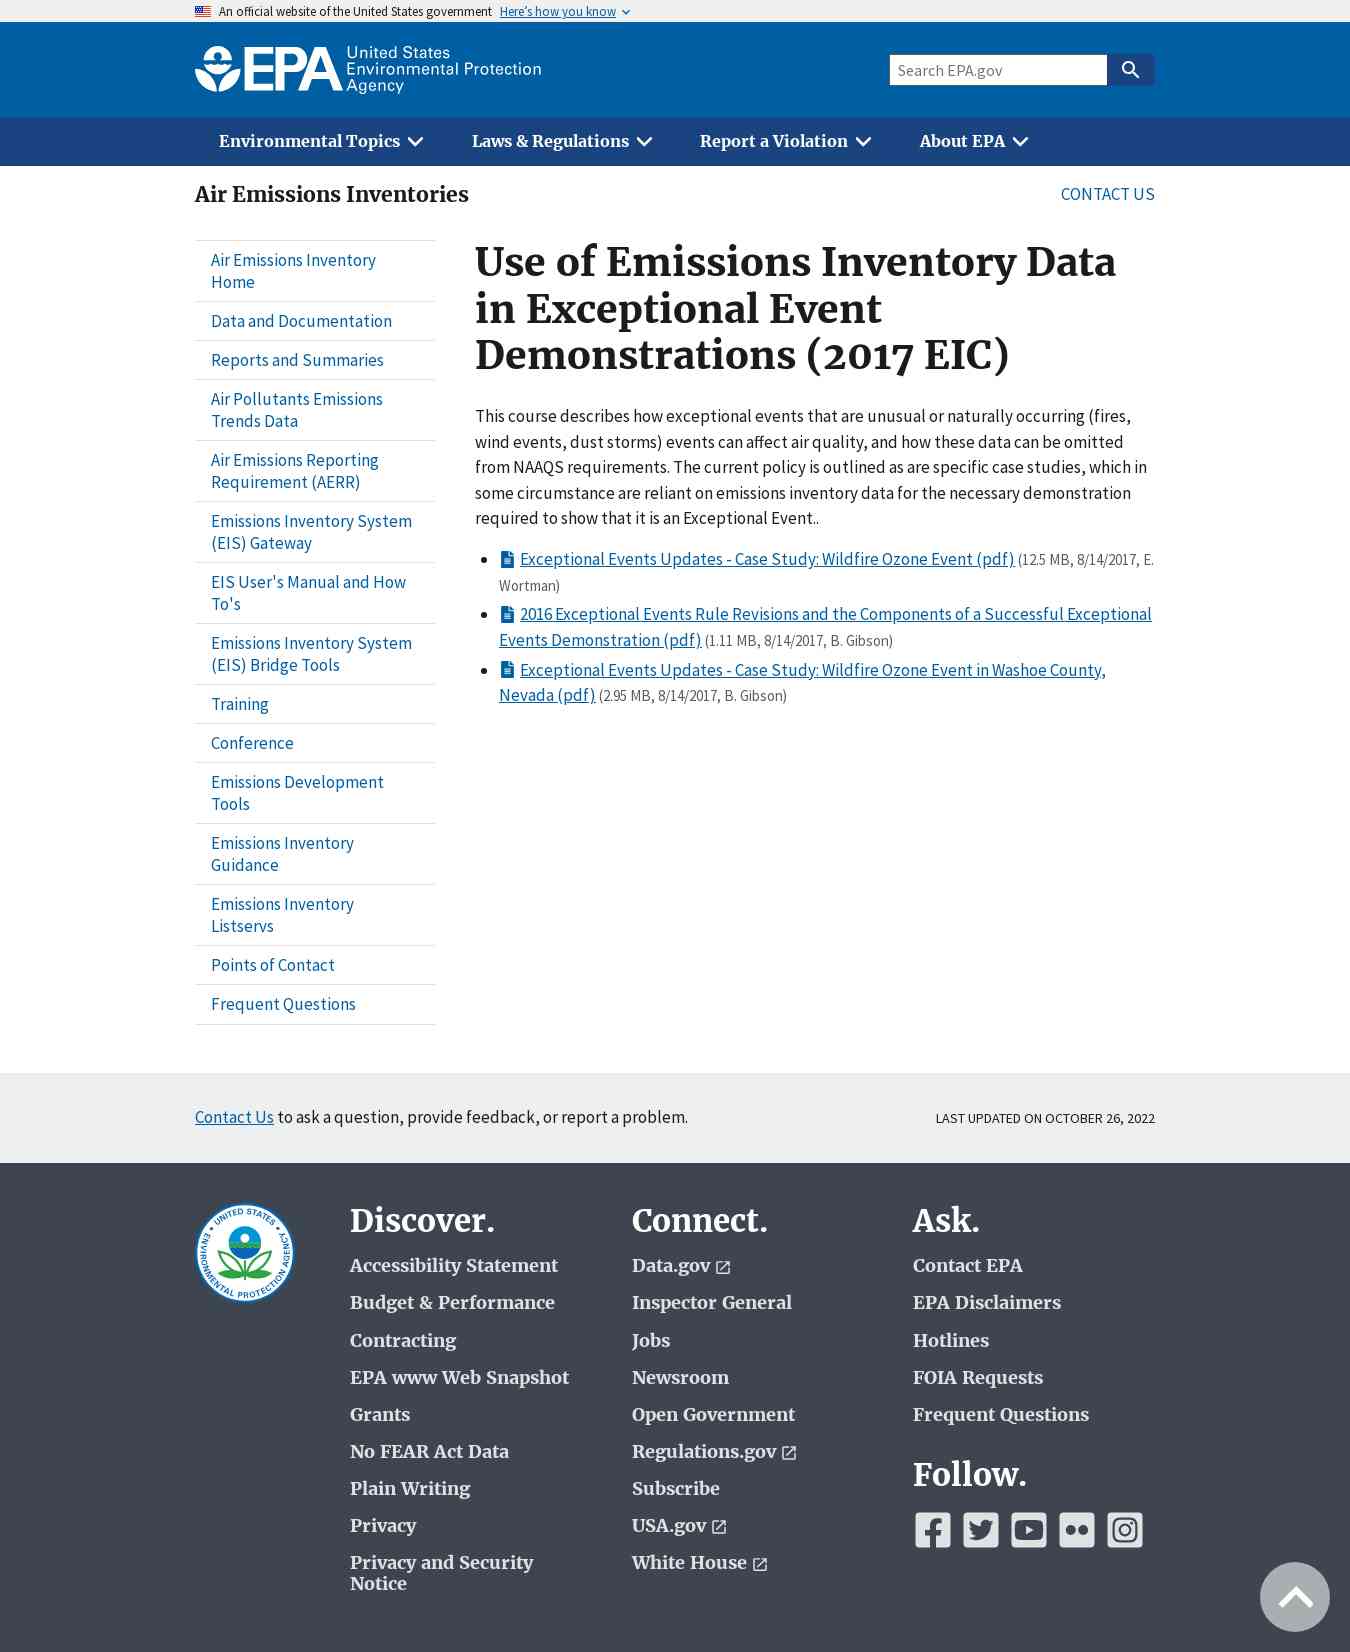 An official website of the United States government Here's how you know
EPA United States
Environmental Protection
Agency
Search EPA.gov
Environmental Topics
Laws & Regulations
Report a Violation
About EPA
Air Emissions Inventories
CONTACT US
Air Emissions Inventory
Home
Data and Documentation
Reports and Summaries
Air Pollutants Emissions
Trends Data
Air Emissions Reporting
Requirement (AERR)
Emissions Inventory System
(EIS) Gateway
EIS User's Manual and How
To's
Emissions Inventory System
(EIS) Bridge Tools
Training
Conference
Emissions Development
Tools
Emissions Inventory
Guidance
Emissions Inventory
Listservs
Points of Contact
Frequent Questions
Use of Emissions Inventory Data
in Exceptional Event
Demonstrations (2017 EIC)
This course describes how exceptional events that are unusual or naturally occurring (fires,
wind events, dust storms) events can affect air quality, and how these data can be omitted
from NAAQS requirements. The current policy is outlined as are specific case studies, which in
some circumstance are reliant on emissions inventory data for the necessary demonstration
required to show that it is an Exceptional Event..
Exceptional Events Updates - Case Study: Wildfire Ozone Event (pdf) (12.5 MB, 8/14/2017, E.
Wortman)
2016 Exceptional Events Rule Revisions and the Components of a Successful Exceptional
Events Demonstration (pdf) (1.11 MB, 8/14/2017, B. Gibson)
Exceptional Events Updates - Case Study: Wildfire Ozone Event in Washoe County,
Nevada (pdf) (2.95 MB, 8/14/2017, B. Gibson)
Contact Us to ask a question, provide feedback, or report a problem.
LAST UPDATED ON OCTOBER 26, 2022
UNITED STATES
ENVIRONMENTAL PROTECTION AGENCY
Discover.
Accessibility Statement
Budget & Performance
Contracting
EPA www Web Snapshot
Grants
No FEAR Act Data
Plain Writing
Privacy
Privacy and Security
Notice
Connect.
Data.gov
Inspector General
Jobs
Newsroom
Open Government
Regulations.gov
Subscribe
USA.gov
White House
Ask.
Contact EPA
EPA Disclaimers
Hotlines
FOIA Requests
Frequent Questions
Follow.